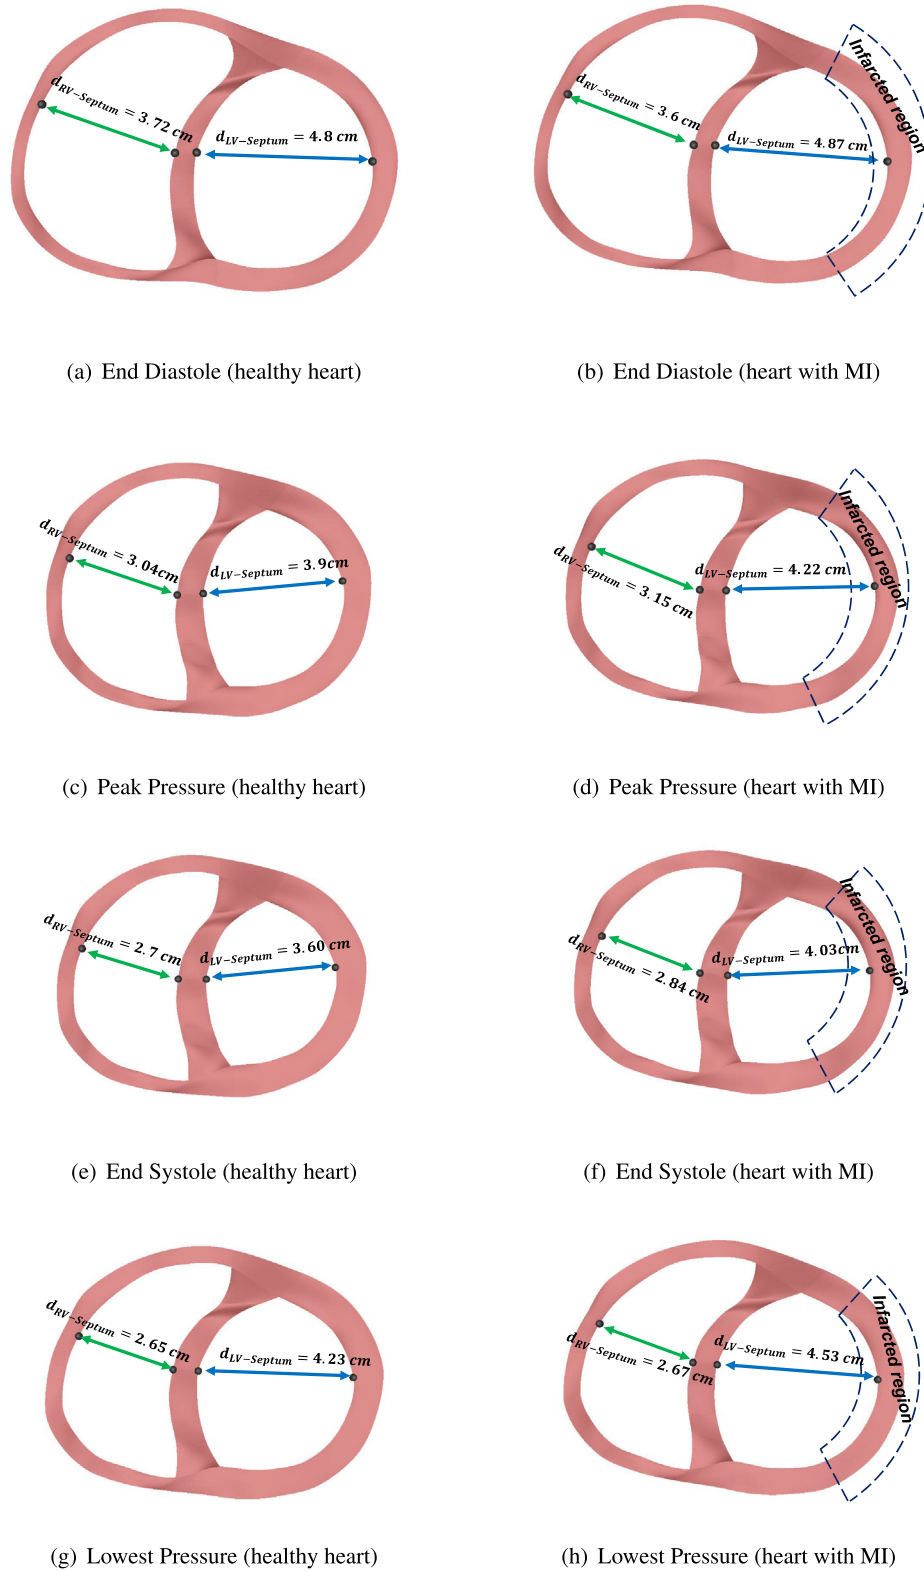 d_RV−Septum = 3.72 cm
d_LV−Septum = 4.8 cm
d_RV−Septum = 3.6 cm
d_LV−Septum = 4.87 cm
Infarcted region
(a) End Diastole (healthy heart)
(b) End Diastole (heart with MI)
d_RV−Septum = 3.04cm
d_LV−Septum = 3.9cm
d_RV−Septum = 3.15 cm
d_LV−Septum = 4.22 cm
Infarcted region
(c) Peak Pressure (healthy heart)
(d) Peak Pressure (heart with MI)
d_RV−Septum = 2.7 cm
d_LV−Septum = 3.60 cm
d_RV−Septum = 2.84 cm
d_LV−Septum = 4.03cm
Infarcted region
(e) End Systole (healthy heart)
(f) End Systole (heart with MI)
d_RV−Septum = 2.65 cm
d_LV−Septum = 4.23 cm
d_RV−Septum = 2.67 cm
d_LV−Septum = 4.53 cm
Infarcted region
(g) Lowest Pressure (healthy heart)
(h) Lowest Pressure (heart with MI)